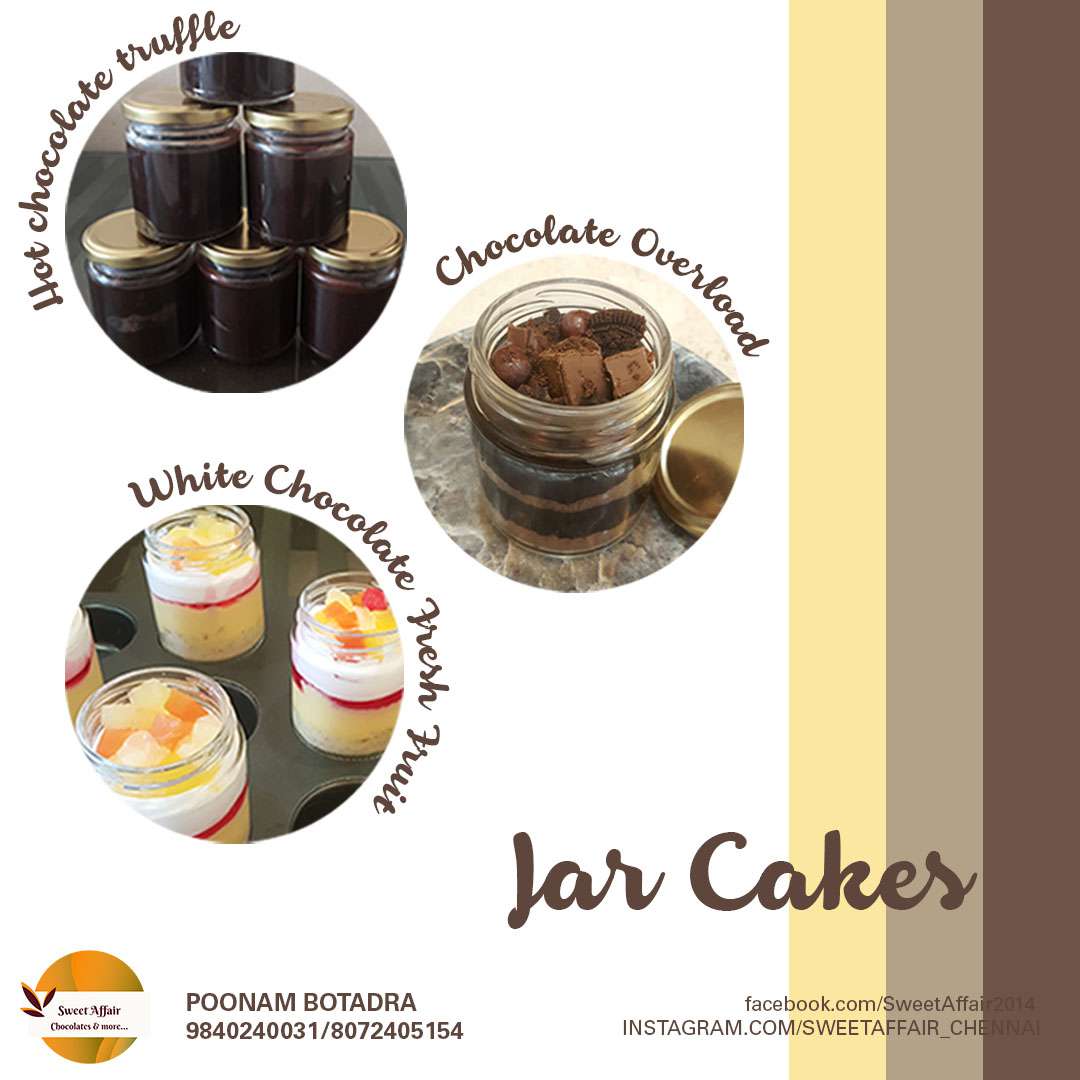 Hot chocolate truffle
Chocolate Overload
White Chocolate Fresh Fruit
Jar Cakes
Sweet Affair
Chocolates & more...
POONAM BOTADRA
9840240031/8072405154
facebook.com/SweetAffair2014
INSTAGRAM.COM/SWEETAFFAIR_CHENNAI